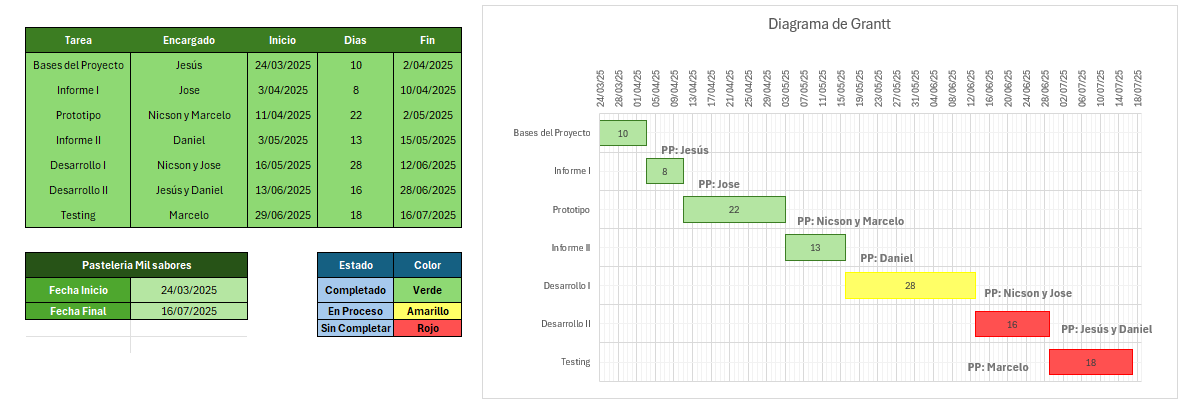 Tarea Encargado Inicio Dias Fin
Bases del Proyecto Jesús 24/03/2025 10 2/04/2025
Informe I Jose 3/04/2025 8 10/04/2025
Prototipo Nicson y Marcelo 11/04/2025 22 2/05/2025
Informe II Daniel 3/05/2025 13 15/05/2025
Desarrollo I Nicson y Jose 16/05/2025 28 12/06/2025
Desarrollo II Jesús y Daniel 13/06/2025 16 28/06/2025
Testing Marcelo 29/06/2025 18 16/07/2025
Pasteleria Mil sabores
Fecha Inicio 24/03/2025
Fecha Final 16/07/2025
Estado Color
Completado Verde
En Proceso Amarillo
Sin Completar Rojo
Diagrama de Grantt
24/03/25 28/03/25 01/04/25 05/04/25 09/04/25 13/04/25 17/04/25 21/04/25 25/04/25 29/04/25 03/05/25 07/05/25 11/05/25 15/05/25 19/05/25 23/05/25 27/05/25 31/05/25 04/06/25 08/06/25 12/06/25 16/06/25 20/06/25 24/06/25 28/06/25 02/07/25 06/07/25 10/07/25 14/07/25 18/07/25
Bases del Proyecto 10
PP: Jesús
Informe I 8
PP: Jose
Prototipo 22
PP: Nicson y Marcelo
Informe II 13
PP: Daniel
Desarrollo I 28
PP: Nicson y Jose
Desarrollo II 16 PP: Jesús y Daniel
Testing PP: Marcelo 18